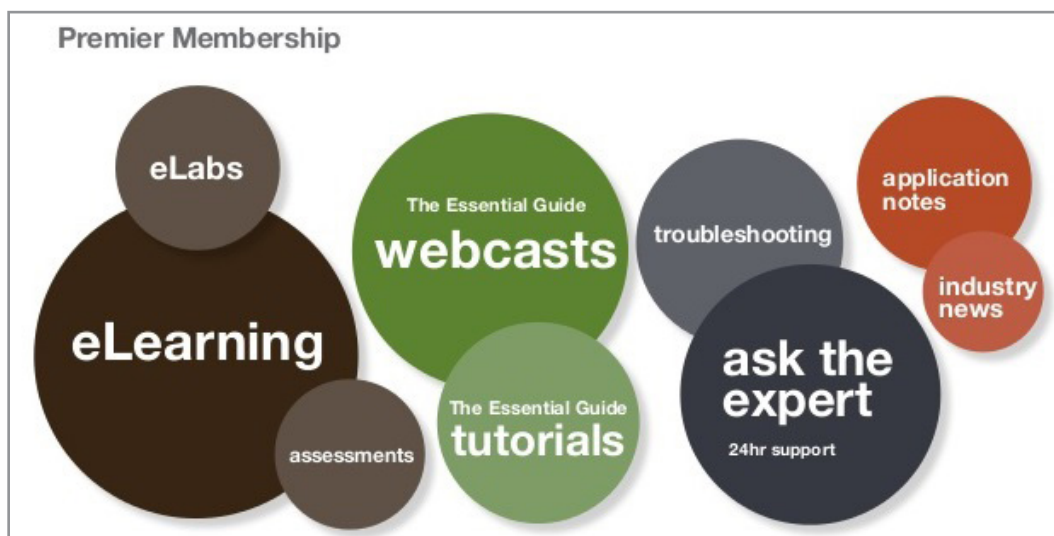 Premier Membership
eLabs
eLearning
assessments
The Essential Guide
webcasts
The Essential Guide
tutorials
troubleshooting
ask the
expert
24hr support
application
notes
industry
news